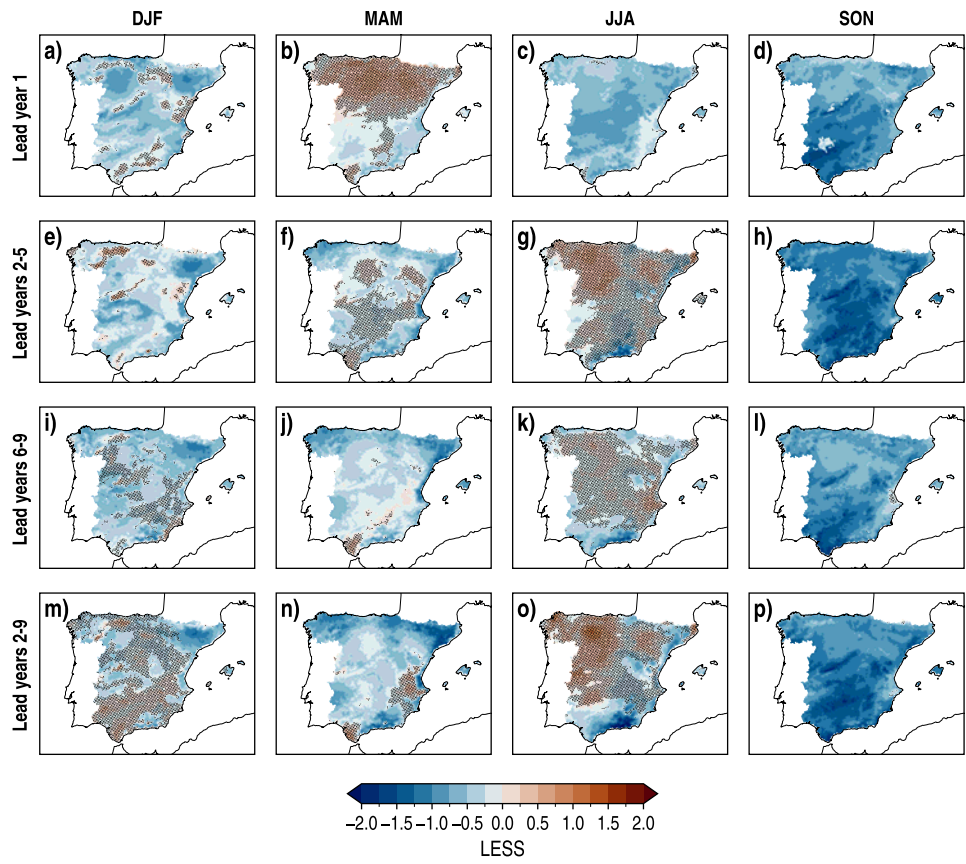 DJF MAM JJA SON
Lead year 1
a) b) c) d)
Lead years 2-5
e) f) g) h)
Lead years 6-9
i) j) k) l)
Lead years 2-9
m) n) o) p)
−2.0 −1.5 −1.0 −0.5 0.0 0.5 1.0 1.5 2.0
LESS